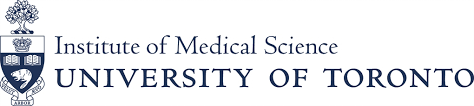 Institute of Medical Science
UNIVERSITY OF TORONTO